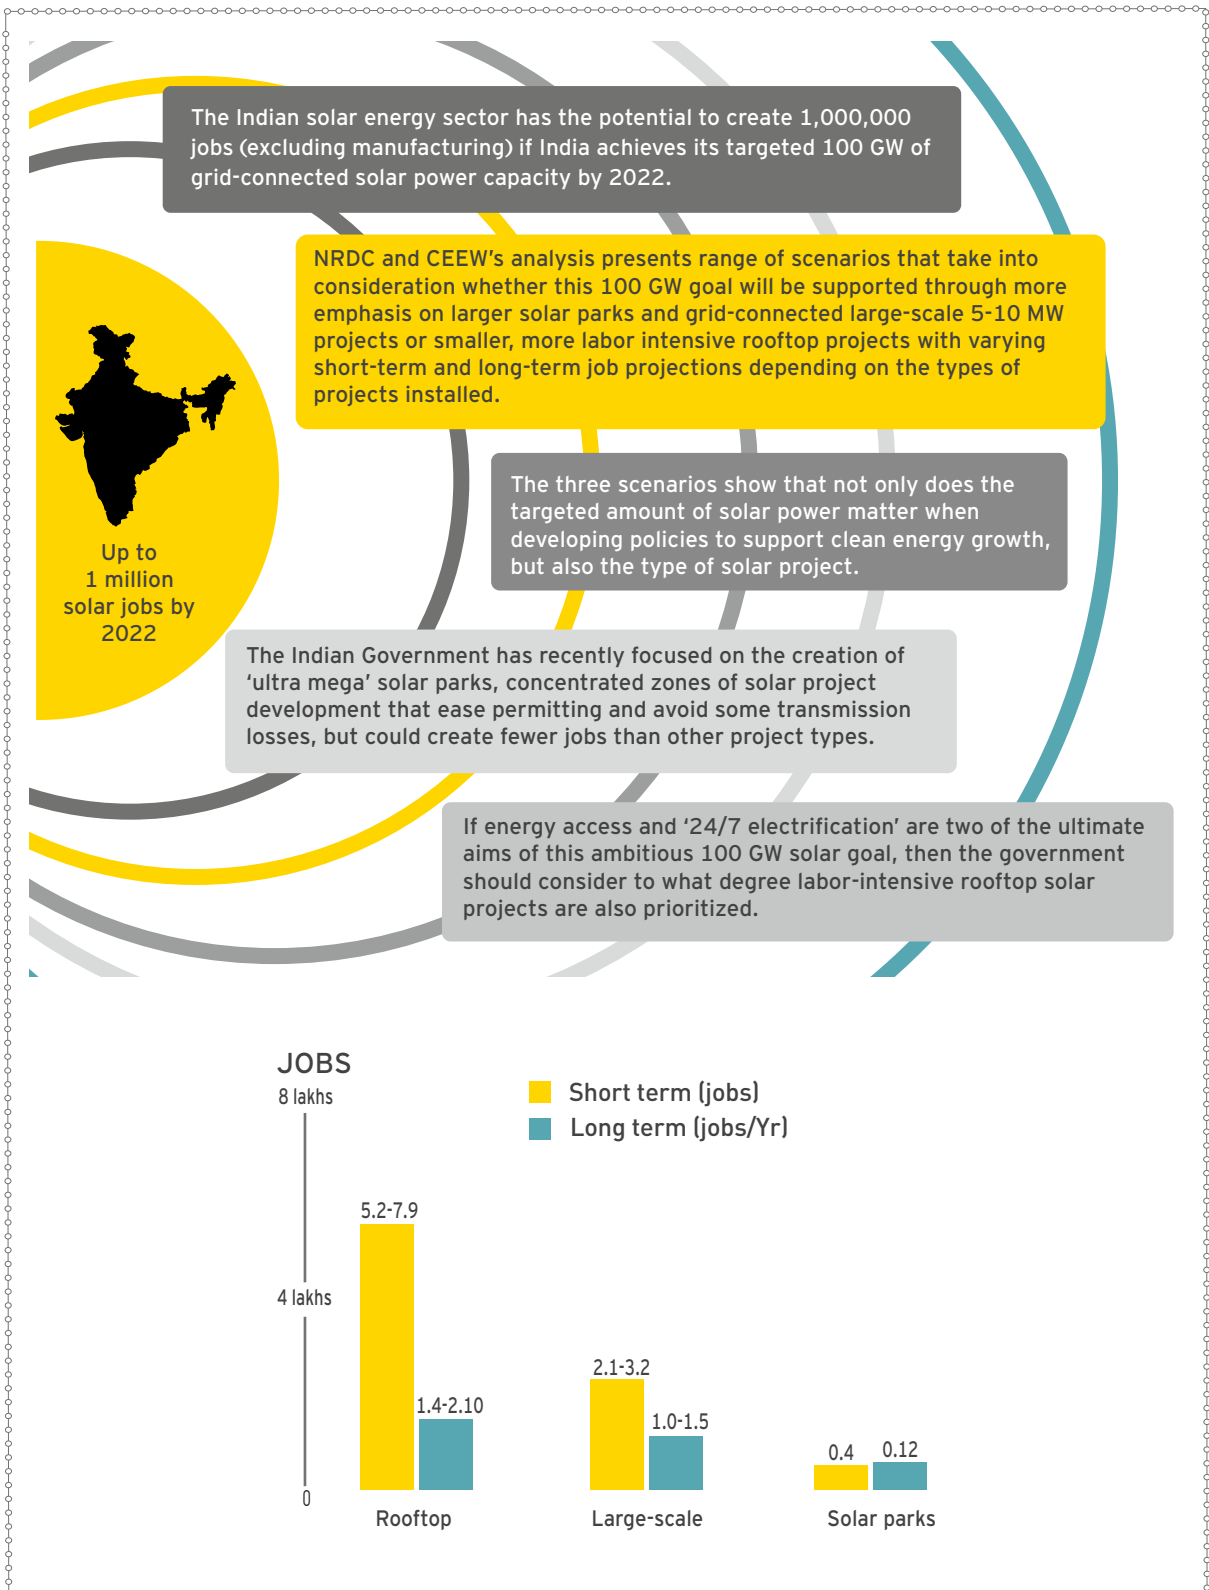 The Indian solar energy sector has the potential to create 1,000,000
jobs (excluding manufacturing) if India achieves its targeted 100 GW of
grid-connected solar power capacity by 2022.
NRDC and CEEW’s analysis presents range of scenarios that take into
consideration whether this 100 GW goal will be supported through more
emphasis on larger solar parks and grid-connected large-scale 5-10 MW
projects or smaller, more labor intensive rooftop projects with varying
short-term and long-term job projections depending on the types of
projects installed.
The three scenarios show that not only does the
targeted amount of solar power matter when
developing policies to support clean energy growth,
but also the type of solar project.
Up to
1 million
solar jobs by
2022
The Indian Government has recently focused on the creation of
‘ultra mega’ solar parks, concentrated zones of solar project
development that ease permitting and avoid some transmission
losses, but could create fewer jobs than other project types.
If energy access and ‘24/7 electrification’ are two of the ultimate
aims of this ambitious 100 GW solar goal, then the government
should consider to what degree labor-intensive rooftop solar
projects are also prioritized.
JOBS
8 lakhs
4 lakhs
0
Short term (jobs)
Long term (jobs/Yr)
5.2-7.9
1.4-2.10
2.1-3.2
1.0-1.5
0.4
0.12
Rooftop
Large-scale
Solar parks